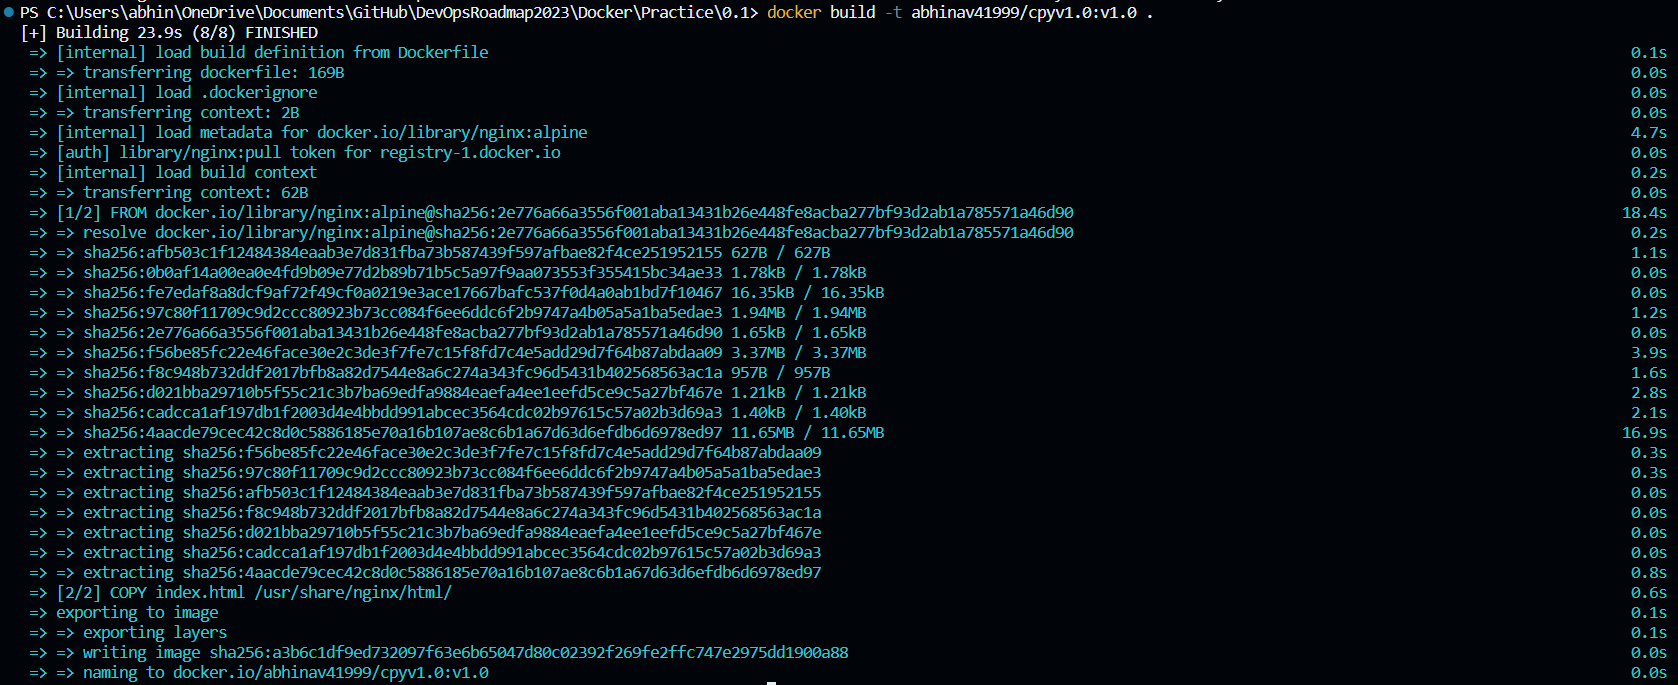 PS C:\Users\abhin\OneDrive\Documents\GitHub\DevOpsRoadmap2023\Docker\Practice\0.1> docker build -t abhinav41999/cpyv1.0:v1.0 .
[+] Building 23.9s (8/8) FINISHED
=> [internal] load build definition from Dockerfile 0.1s
=> => transferring dockerfile: 169B 0.0s
=> [internal] load .dockerignore 0.0s
=> => transferring context: 2B 0.0s
=> [internal] load metadata for docker.io/library/nginx:alpine 4.7s
=> [auth] library/nginx:pull token for registry-1.docker.io 0.0s
=> [internal] load build context 0.2s
=> => transferring context: 62B 0.0s
=> [1/2] FROM docker.io/library/nginx:alpine@sha256:2e776a66a3556f001aba13431b26e448fe8acba277bf93d2ab1a785571a46d90 18.4s
=> => resolve docker.io/library/nginx:alpine@sha256:2e776a66a3556f001aba13431b26e448fe8acba277bf93d2ab1a785571a46d90 0.2s
=> => sha256:afb503c1f12484384eaab3e7d831fba73b587439f597afbae82f4ce251952155 627B / 627B 1.1s
=> => sha256:0b0af14a00ea0e4fd9b09e77d2b89b71b5c5a97f9aa073553f355415bc34ae33 1.78kB / 1.78kB 0.0s
=> => sha256:fe7edaf8a8dcf9af72f49cf0a0219e3ace17667bafc537f0d4a0ab1bd7f10467 16.35kB / 16.35kB 0.0s
=> => sha256:97c80f11709c9d2ccc80923b73cc084f6ee6ddc6f2b9747a4b05a5a1ba5edae3 1.94MB / 1.94MB 1.2s
=> => sha256:2e776a66a3556f001aba13431b26e448fe8acba277bf93d2ab1a785571a46d90 1.65kB / 1.65kB 0.0s
=> => sha256:f56be85fc22e46face30e2c3de3f7fe7c15f8fd7c4e5add29d7f64b87abdaa09 3.37MB / 3.37MB 3.9s
=> => sha256:f8c948b732ddf2017bfb8a82d7544e8a6c274a343fc96d5431b402568563ac1a 957B / 957B 1.6s
=> => sha256:d021bba29710b5f55c21c3b7ba69edfa9884eaefa4ee1eefd5ce9c5a27bf467e 1.21kB / 1.21kB 2.8s
=> => sha256:cadcca1af197db1f2003d4e4bbdd991abcec3564cdc02b97615c57a02b3d69a3 1.40kB / 1.40kB 2.1s
=> => sha256:4aacde79cec42c8d0c5886185e70a16b107ae8c6b1a67d63d6efdb6d6978ed97 11.65MB / 11.65MB 16.9s
=> => extracting sha256:f56be85fc22e46face30e2c3de3f7fe7c15f8fd7c4e5add29d7f64b87abdaa09 0.3s
=> => extracting sha256:97c80f11709c9d2ccc80923b73cc084f6ee6ddc6f2b9747a4b05a5a1ba5edae3 0.3s
=> => extracting sha256:afb503c1f12484384eaab3e7d831fba73b587439f597afbae82f4ce251952155 0.0s
=> => extracting sha256:f8c948b732ddf2017bfb8a82d7544e8a6c274a343fc96d5431b402568563ac1a 0.0s
=> => extracting sha256:d021bba29710b5f55c21c3b7ba69edfa9884eaefa4ee1eefd5ce9c5a27bf467e 0.0s
=> => extracting sha256:cadcca1af197db1f2003d4e4bbdd991abcec3564cdc02b97615c57a02b3d69a3 0.0s
=> => extracting sha256:4aacde79cec42c8d0c5886185e70a16b107ae8c6b1a67d63d6efdb6d6978ed97 0.8s
=> [2/2] COPY index.html /usr/share/nginx/html/ 0.6s
=> exporting to image 0.1s
=> => exporting layers 0.1s
=> => writing image sha256:a3b6c1df9ed732097f63e6b65047d80c02392f269fe2ffc747e2975dd1900a88 0.0s
=> => naming to docker.io/abhinav41999/cpyv1.0:v1.0 0.0s